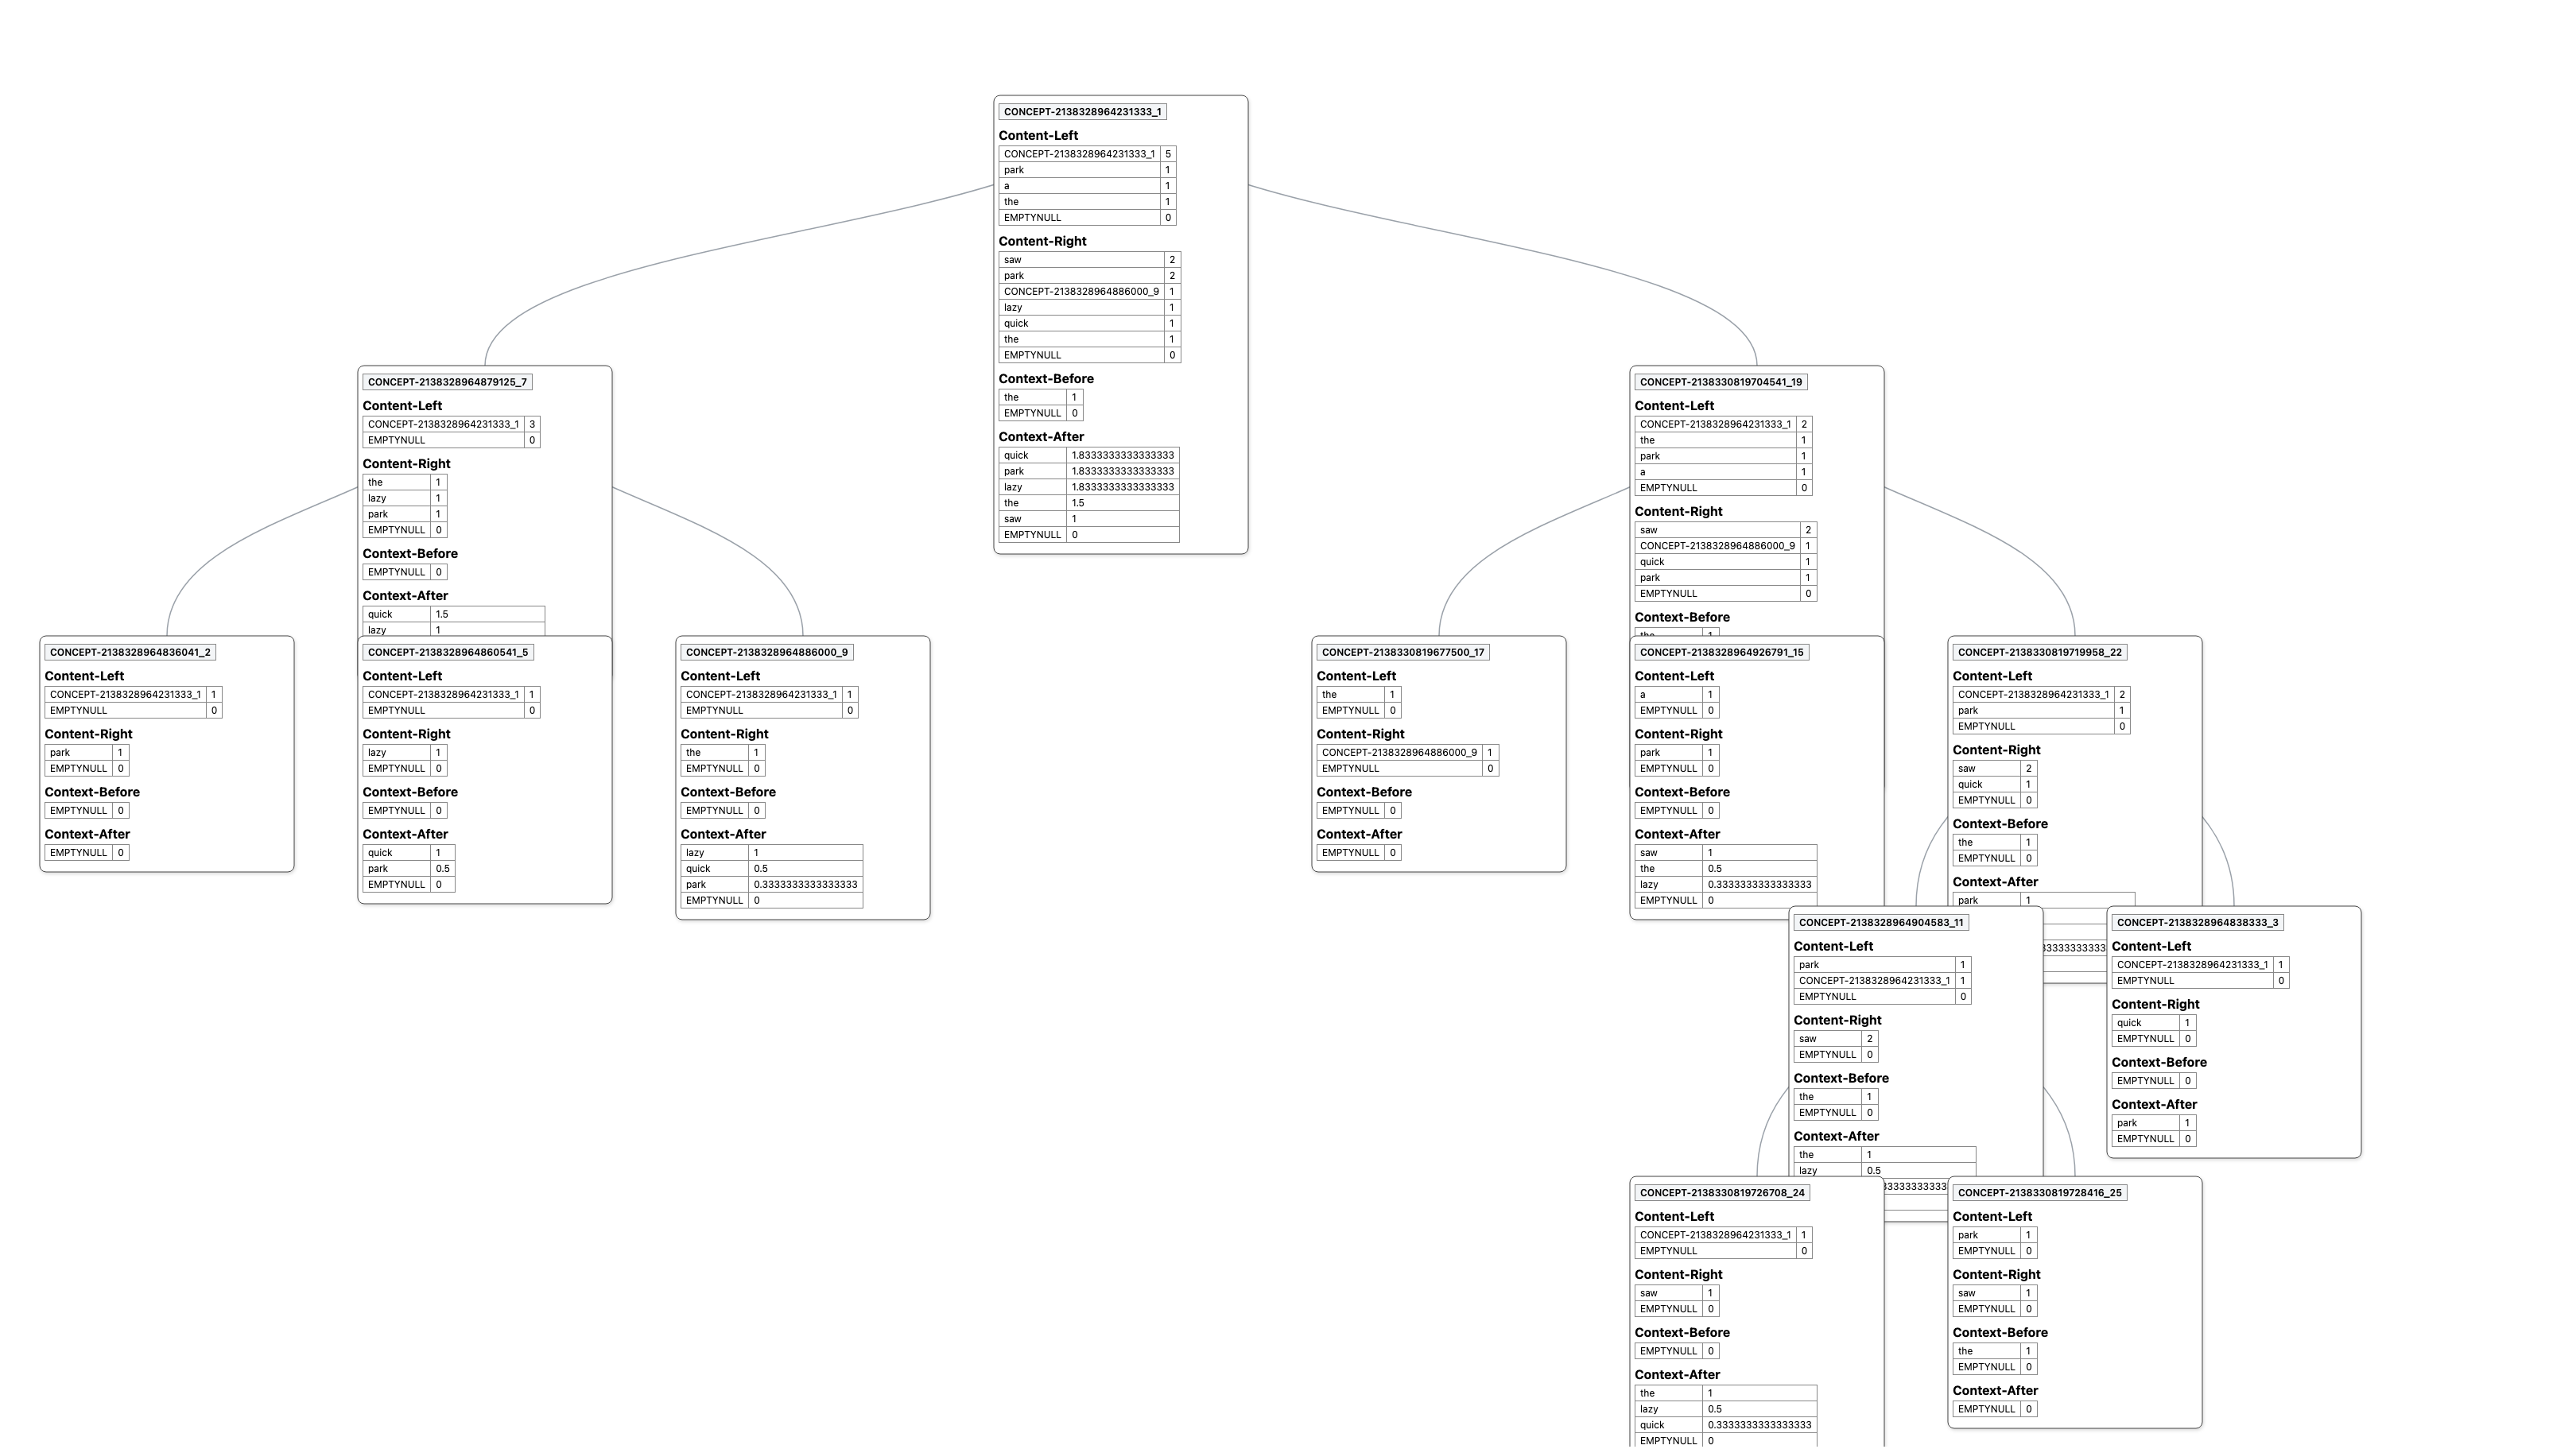 CONCEPT-2138328964231333_1
Content-Left
CONCEPT-2138328964231333_1 5
park 1
a 1
the 1
EMPTYNULL 0
Content-Right
saw 2
park 2
CONCEPT-2138328964886000_9 1
lazy 1
quick 1
the 1
EMPTYNULL 0
Context-Before
the 1
EMPTYNULL 0
Context-After
quick 1.8333333333333333
park 1.8333333333333333
lazy 1.8333333333333333
the 1.5
saw 1
EMPTYNULL 0
CONCEPT-2138328964879125_7
Content-Left
CONCEPT-2138328964231333_1 3
EMPTYNULL 0
Content-Right
the 1
lazy 1
park 1
EMPTYNULL 0
Context-Before
EMPTYNULL 0
Context-After
quick 1.5
lazy 1
CONCEPT-2138330819704541_19
Content-Left
CONCEPT-2138328964231333_1 2
the 1
park 1
a 1
EMPTYNULL 0
Content-Right
saw 2
CONCEPT-2138328964886000_9 1
quick 1
park 1
EMPTYNULL 0
Context-Before
the 1
CONCEPT-2138328964836041_2
Content-Left
CONCEPT-2138328964231333_1 1
EMPTYNULL 0
Content-Right
park 1
EMPTYNULL 0
Context-Before
EMPTYNULL 0
Context-After
EMPTYNULL 0
CONCEPT-2138328964860541_5
Content-Left
CONCEPT-2138328964231333_1 1
EMPTYNULL 0
Content-Right
lazy 1
EMPTYNULL 0
Context-Before
EMPTYNULL 0
Context-After
quick 1
park 0.5
EMPTYNULL 0
CONCEPT-2138328964886000_9
Content-Left
CONCEPT-2138328964231333_1 1
EMPTYNULL 0
Content-Right
the 1
EMPTYNULL 0
Context-Before
EMPTYNULL 0
Context-After
lazy 1
quick 0.5
park 0.3333333333333333
EMPTYNULL 0
CONCEPT-2138330819677500_17
Content-Left
the 1
EMPTYNULL 0
Content-Right
CONCEPT-2138328964886000_9 1
EMPTYNULL 0
Context-Before
EMPTYNULL 0
Context-After
EMPTYNULL 0
CONCEPT-2138328964926791_15
Content-Left
a 1
EMPTYNULL 0
Content-Right
park 1
EMPTYNULL 0
Context-Before
EMPTYNULL 0
Context-After
saw 1
the 0.5
lazy 0.3333333333333333
EMPTYNULL 0
CONCEPT-2138330819719958_22
Content-Left
CONCEPT-2138328964231333_1 2
park 1
EMPTYNULL 0
Content-Right
saw 2
quick 1
EMPTYNULL 0
Context-Before
the 1
EMPTYNULL 0
Context-After
park 1
CONCEPT-2138328964904583_11
Content-Left
park 1
CONCEPT-2138328964231333_1 1
EMPTYNULL 0
Content-Right
saw 2
EMPTYNULL 0
Context-Before
the 1
EMPTYNULL 0
Context-After
the 1
lazy 0.5
CONCEPT-2138328964838333_3
Content-Left
CONCEPT-2138328964231333_1 1
EMPTYNULL 0
Content-Right
quick 1
EMPTYNULL 0
Context-Before
EMPTYNULL 0
Context-After
park 1
EMPTYNULL 0
CONCEPT-2138330819726708_24
Content-Left
CONCEPT-2138328964231333_1 1
EMPTYNULL 0
Content-Right
saw 1
EMPTYNULL 0
Context-Before
EMPTYNULL 0
Context-After
the 1
lazy 0.5
quick 0.3333333333333333
EMPTYNULL 0
CONCEPT-2138330819728416_25
Content-Left
park 1
EMPTYNULL 0
Content-Right
saw 1
EMPTYNULL 0
Context-Before
the 1
EMPTYNULL 0
Context-After
EMPTYNULL 0